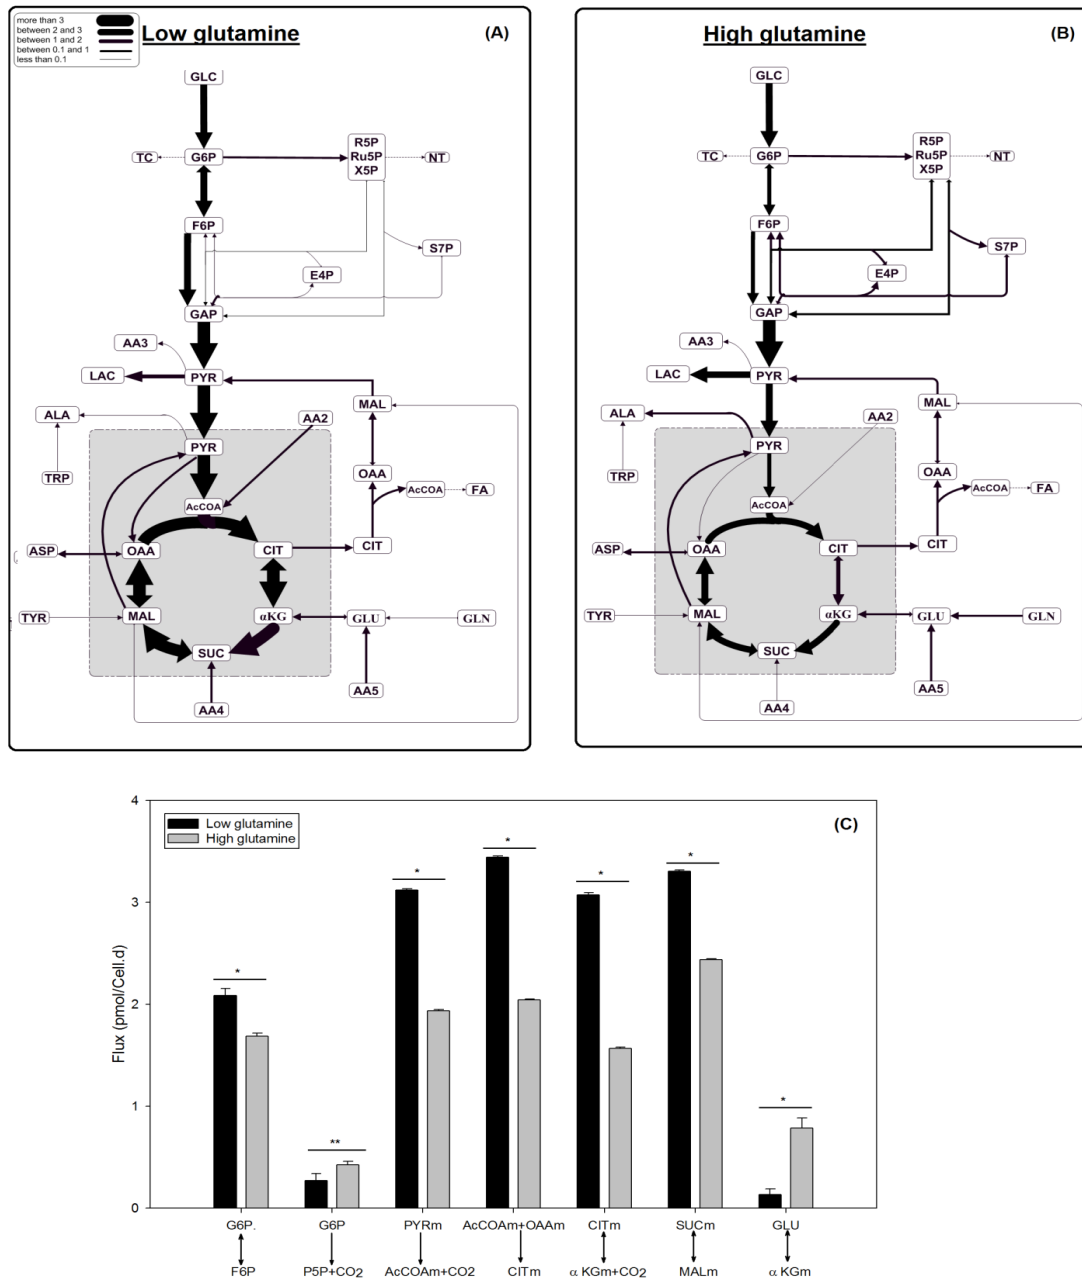 more than 3
between 2 and 3
between 1 and 2
between 0.1 and 1
less than 0.1
Low glutamine
(A)
GLC
TC
G6P
R5P
Ru5P
X5P
NT
F6P
S7P
E4P
GAP
AA3
LAC
PYR
MAL
ALA
AA2
PYR
TRP
OAA
AcCOA
AcCOA
FA
ASP
OAA
CIT
CIT
TYR
MAL
αKG
GLU
GLN
SUC
AA4
AA5
High glutamine
(B)
GLC
TC
G6P
R5P
Ru5P
X5P
NT
F6P
S7P
E4P
GAP
AA3
LAC
PYR
MAL
ALA
AA2
PYR
TRP
OAA
AcCOA
AcCOA
FA
ASP
OAA
CIT
CIT
TYR
MAL
αKG
GLU
GLN
SUC
AA4
AA5
(C)
Low glutamine
High glutamine
Flux (pmol/Cell.d)
4
3
2
1
0
*
**
*
*
*
*
*
G6P. G6P PYRm AcCOAm+OAAm CITm SUCm GLU
F6P P5P+CO2 AcCOAm+CO2 CITm α KGm+CO2 MALm α KGm